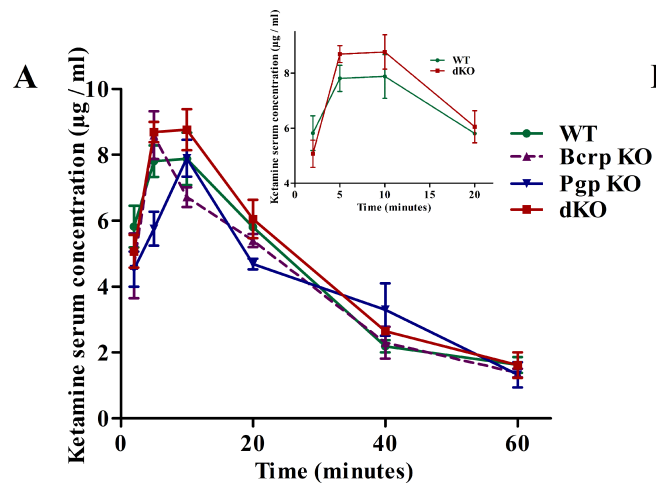 A
Ketamine serum concentration (µg / ml)
10
8
6
4
2
0
0
20
40
60
Time (minutes)
Ketamine serum concentration (µg / ml)
8
6
4
0
5
10
15
20
Time (minutes)
WT
dKO
WT
Bcrp KO
Pgp KO
dKO